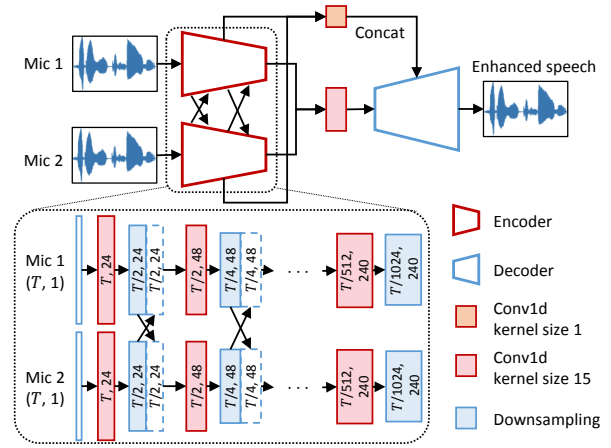 Mic 1
Mic 2
Concat
Enhanced speech
Mic 1
(T, 1)
T, 24
T/2, 24
T/2, 24
T/2, 48
T/4, 48
T/4, 48
. . .
T/512,
240
T/1024,
240
Mic 2
(T, 1)
T, 24
T/2, 24
T/2, 24
T/2, 48
T/4, 48
T/4, 48
. . .
T/512,
240
T/1024,
240
Encoder
Decoder
Conv1d
kernel size 1
Conv1d
kernel size 15
Downsampling